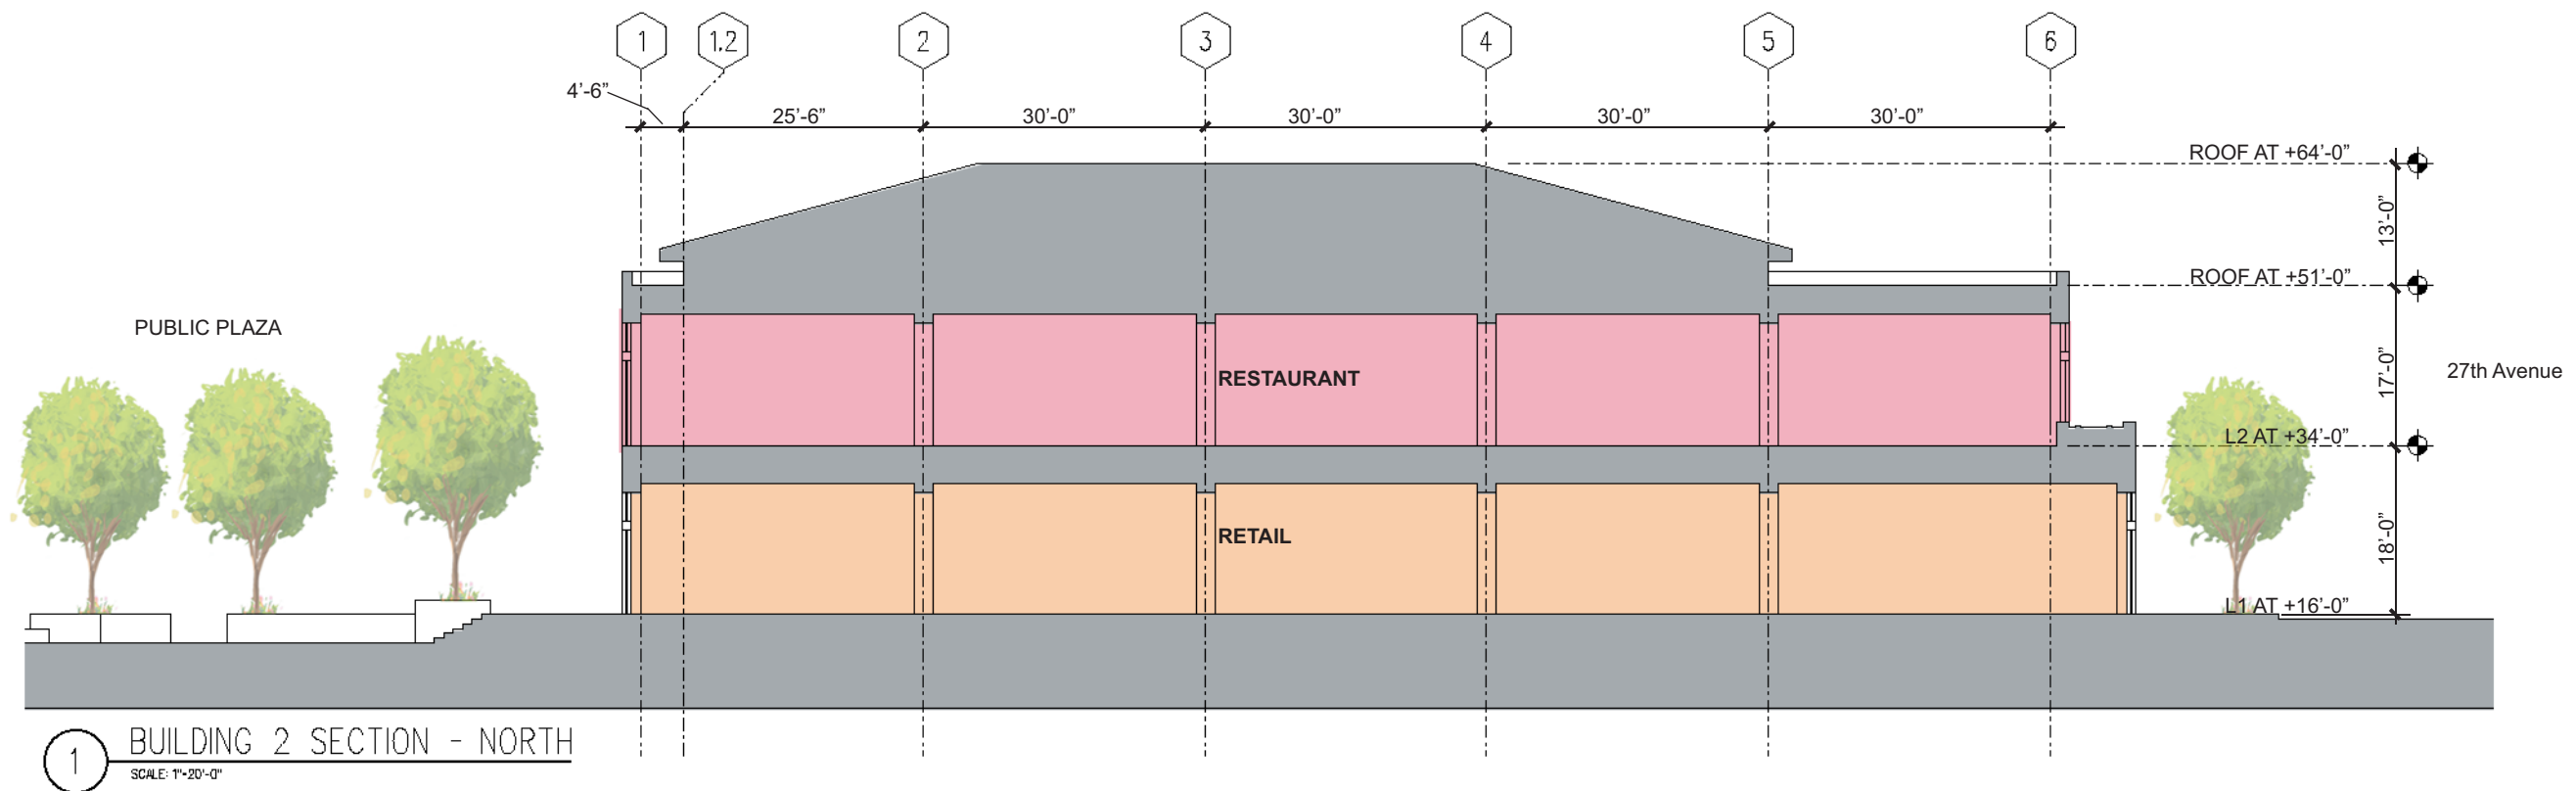 1 1.2 2 3 4 5 6
4'-6"
25'-6" 30'-0" 30'-0" 30'-0" 30'-0"
ROOF AT +64'-0"
13'-0"
ROOF AT +51'-0"
PUBLIC PLAZA
17'-0"
27th Avenue
RESTAURANT
L2 AT +34'-0"
RETAIL
18'-0"
L1 AT +16'-0"
1 BUILDING 2 SECTION - NORTH
SCALE: 1"-20'-0"